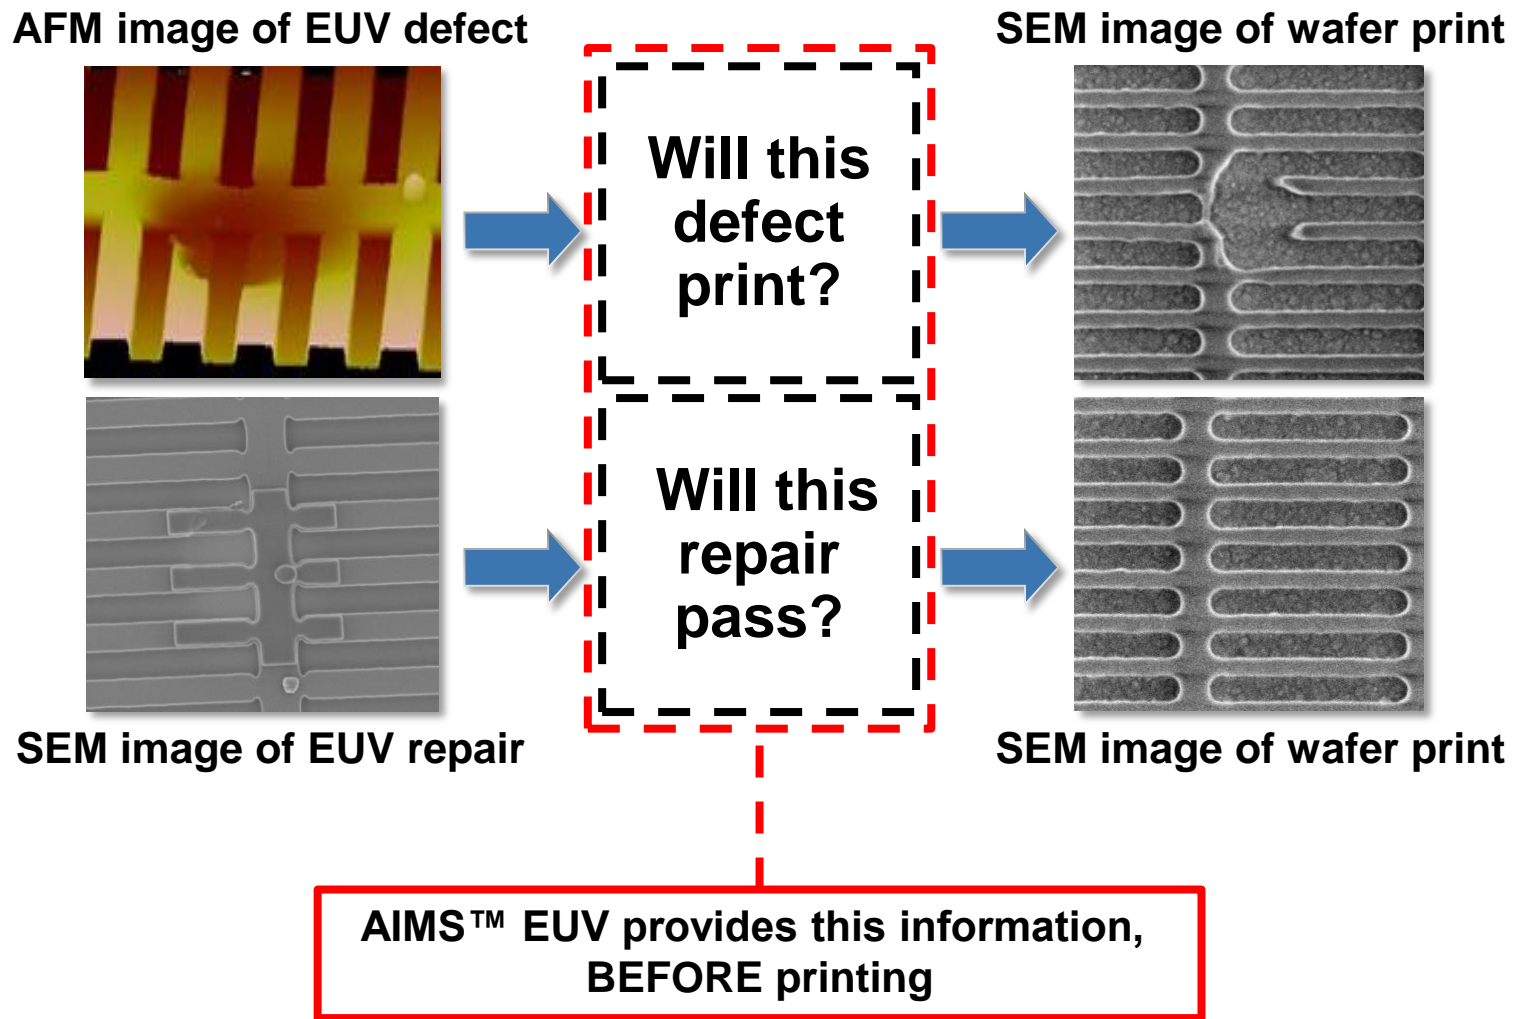 AFM image of EUV defect
SEM image of wafer print
Will this
defect
print?
Will this
repair
pass?
SEM image of EUV repair
SEM image of wafer print
AIMS™ EUV provides this information,
BEFORE printing